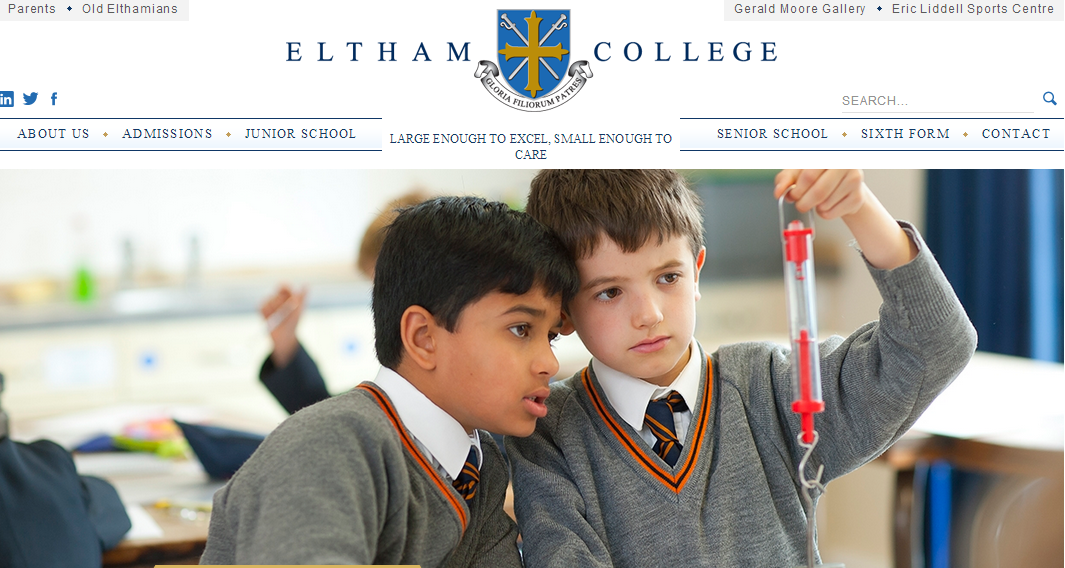 Parents Old Elthamians Gerald Moore Gallery Eric Liddell Sports Centre
ELTHAM COLLEGE
GLORIA FILIORUM PATRES
in f SEARCH...
ABOUT US ADMISSIONS JUNIOR SCHOOL SENIOR SCHOOL SIXTH FORM CONTACT
LARGE ENOUGH TO EXCEL, SMALL ENOUGH TO
CARE